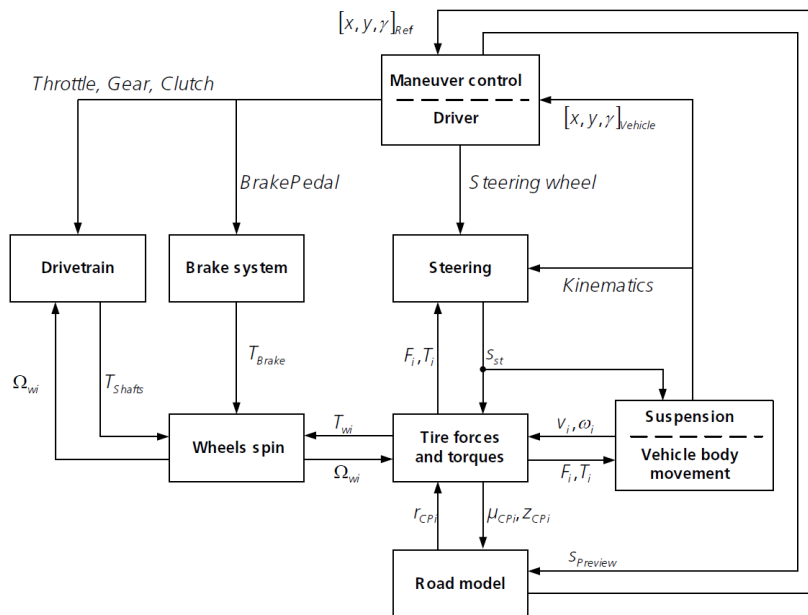 [x, y, γ]Ref
Throttle, Gear, Clutch
Maneuver control
Driver
[x, y, γ]Vehicle
BrakePedal
Steering wheel
Drivetrain
Brake system
Steering
Kinematics
Ωwi
TShafts
TBrake
Fi,Ti
sst
Suspension
Vehicle body
movement
Wheels spin
Twi
Ωwi
Tire forces
and torques
vi,ωi
Fi,Ti
rCPi
μCPi,zCPi
Road model
sPreview